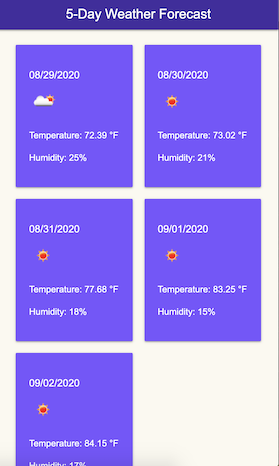 5-Day Weather Forecast
08/29/2020
Temperature: 72.39 °F
Humidity: 25%
08/30/2020
Temperature: 73.02 °F
Humidity: 21%
08/31/2020
Temperature: 77.68 °F
Humidity: 18%
09/01/2020
Temperature: 83.25 °F
Humidity: 15%
09/02/2020
Temperature: 84.15 °F
Humidity: 17%